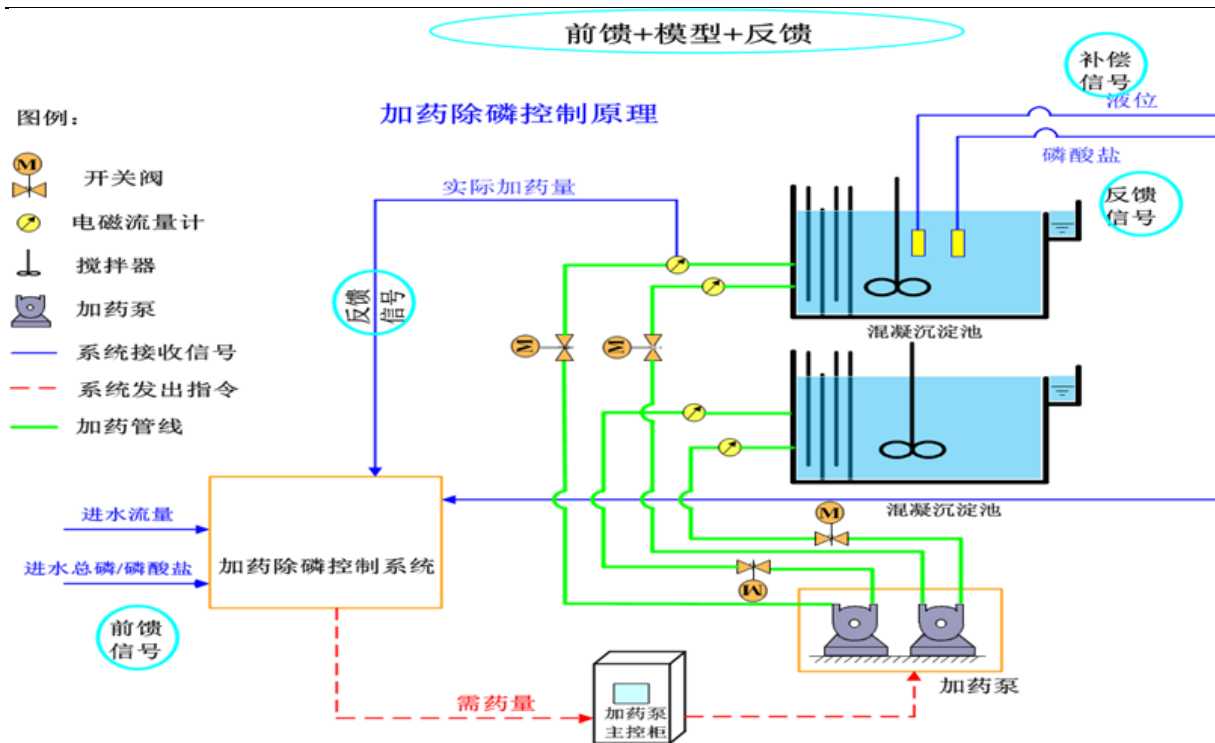 前馈+模型+反馈
补偿
信号
加药除磷控制原理
液位
图例：
磷酸盐
开关阀
实际加药量
反馈
信号
电磁流量计
搅拌器
反馈
信号
加药泵
混凝沉淀池
系统接收信号
系统发出指令
加药管线
M
M
M
进水流量
混凝沉淀池
M
进水总磷/磷酸盐
加药除磷控制系统
M
前馈
信号
加药泵
需药量
加药泵
主控柜